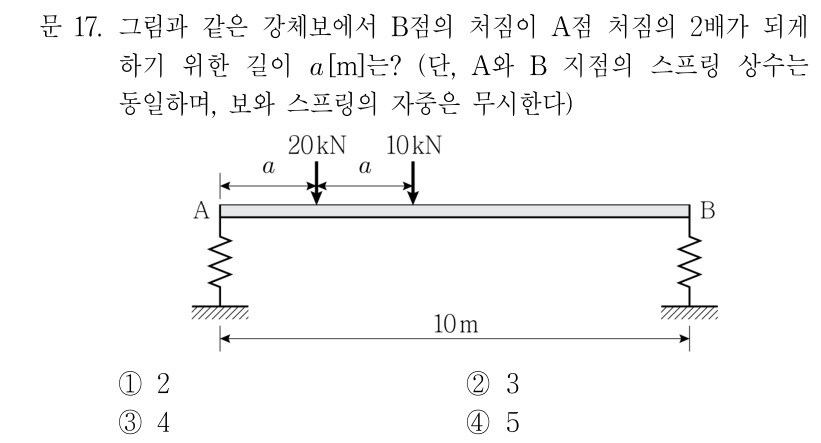 문 17. 그림과 같은 강체보에서 B점의 처짐이 A점 처짐의 2배가 되게
하기 위한 길이 a[m]는? (단, A와 B 지점의 스프링 상수는
동일하며, 보와 스프링의 자중은 무시한다)
20kN 10kN
a a
A B
10m
① 2 ② 3
③ 4 ④ 5